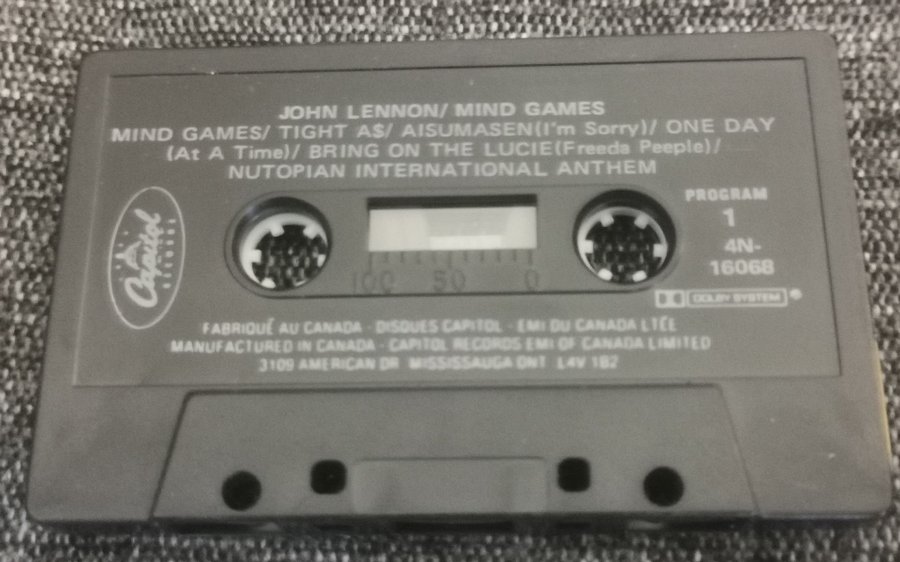 JOHN LENNON/ MIND GAMES
MIND GAMES/ TIGHT A$/ AISUMASEN(I'm Sorry)/ ONE DAY
(At A Time)/ BRING ON THE LUCIE(Freeda Peeple)/
NUTOPIAN INTERNATIONAL ANTHEM
PROGRAM
1
4N-
16068
Capitol
RECORDS
100 50 0
DOLBY SYSTEM
FABRIQUÉ AU CANADA - DISQUES CAPITOL - EMI DU CANADA LTÉE
MANUFACTURED IN CANADA - CAPITOL RECORDS EMI OF CANADA LIMITED
3109 AMERICAN DR MISSISSAUGA ONT L4V 1B2